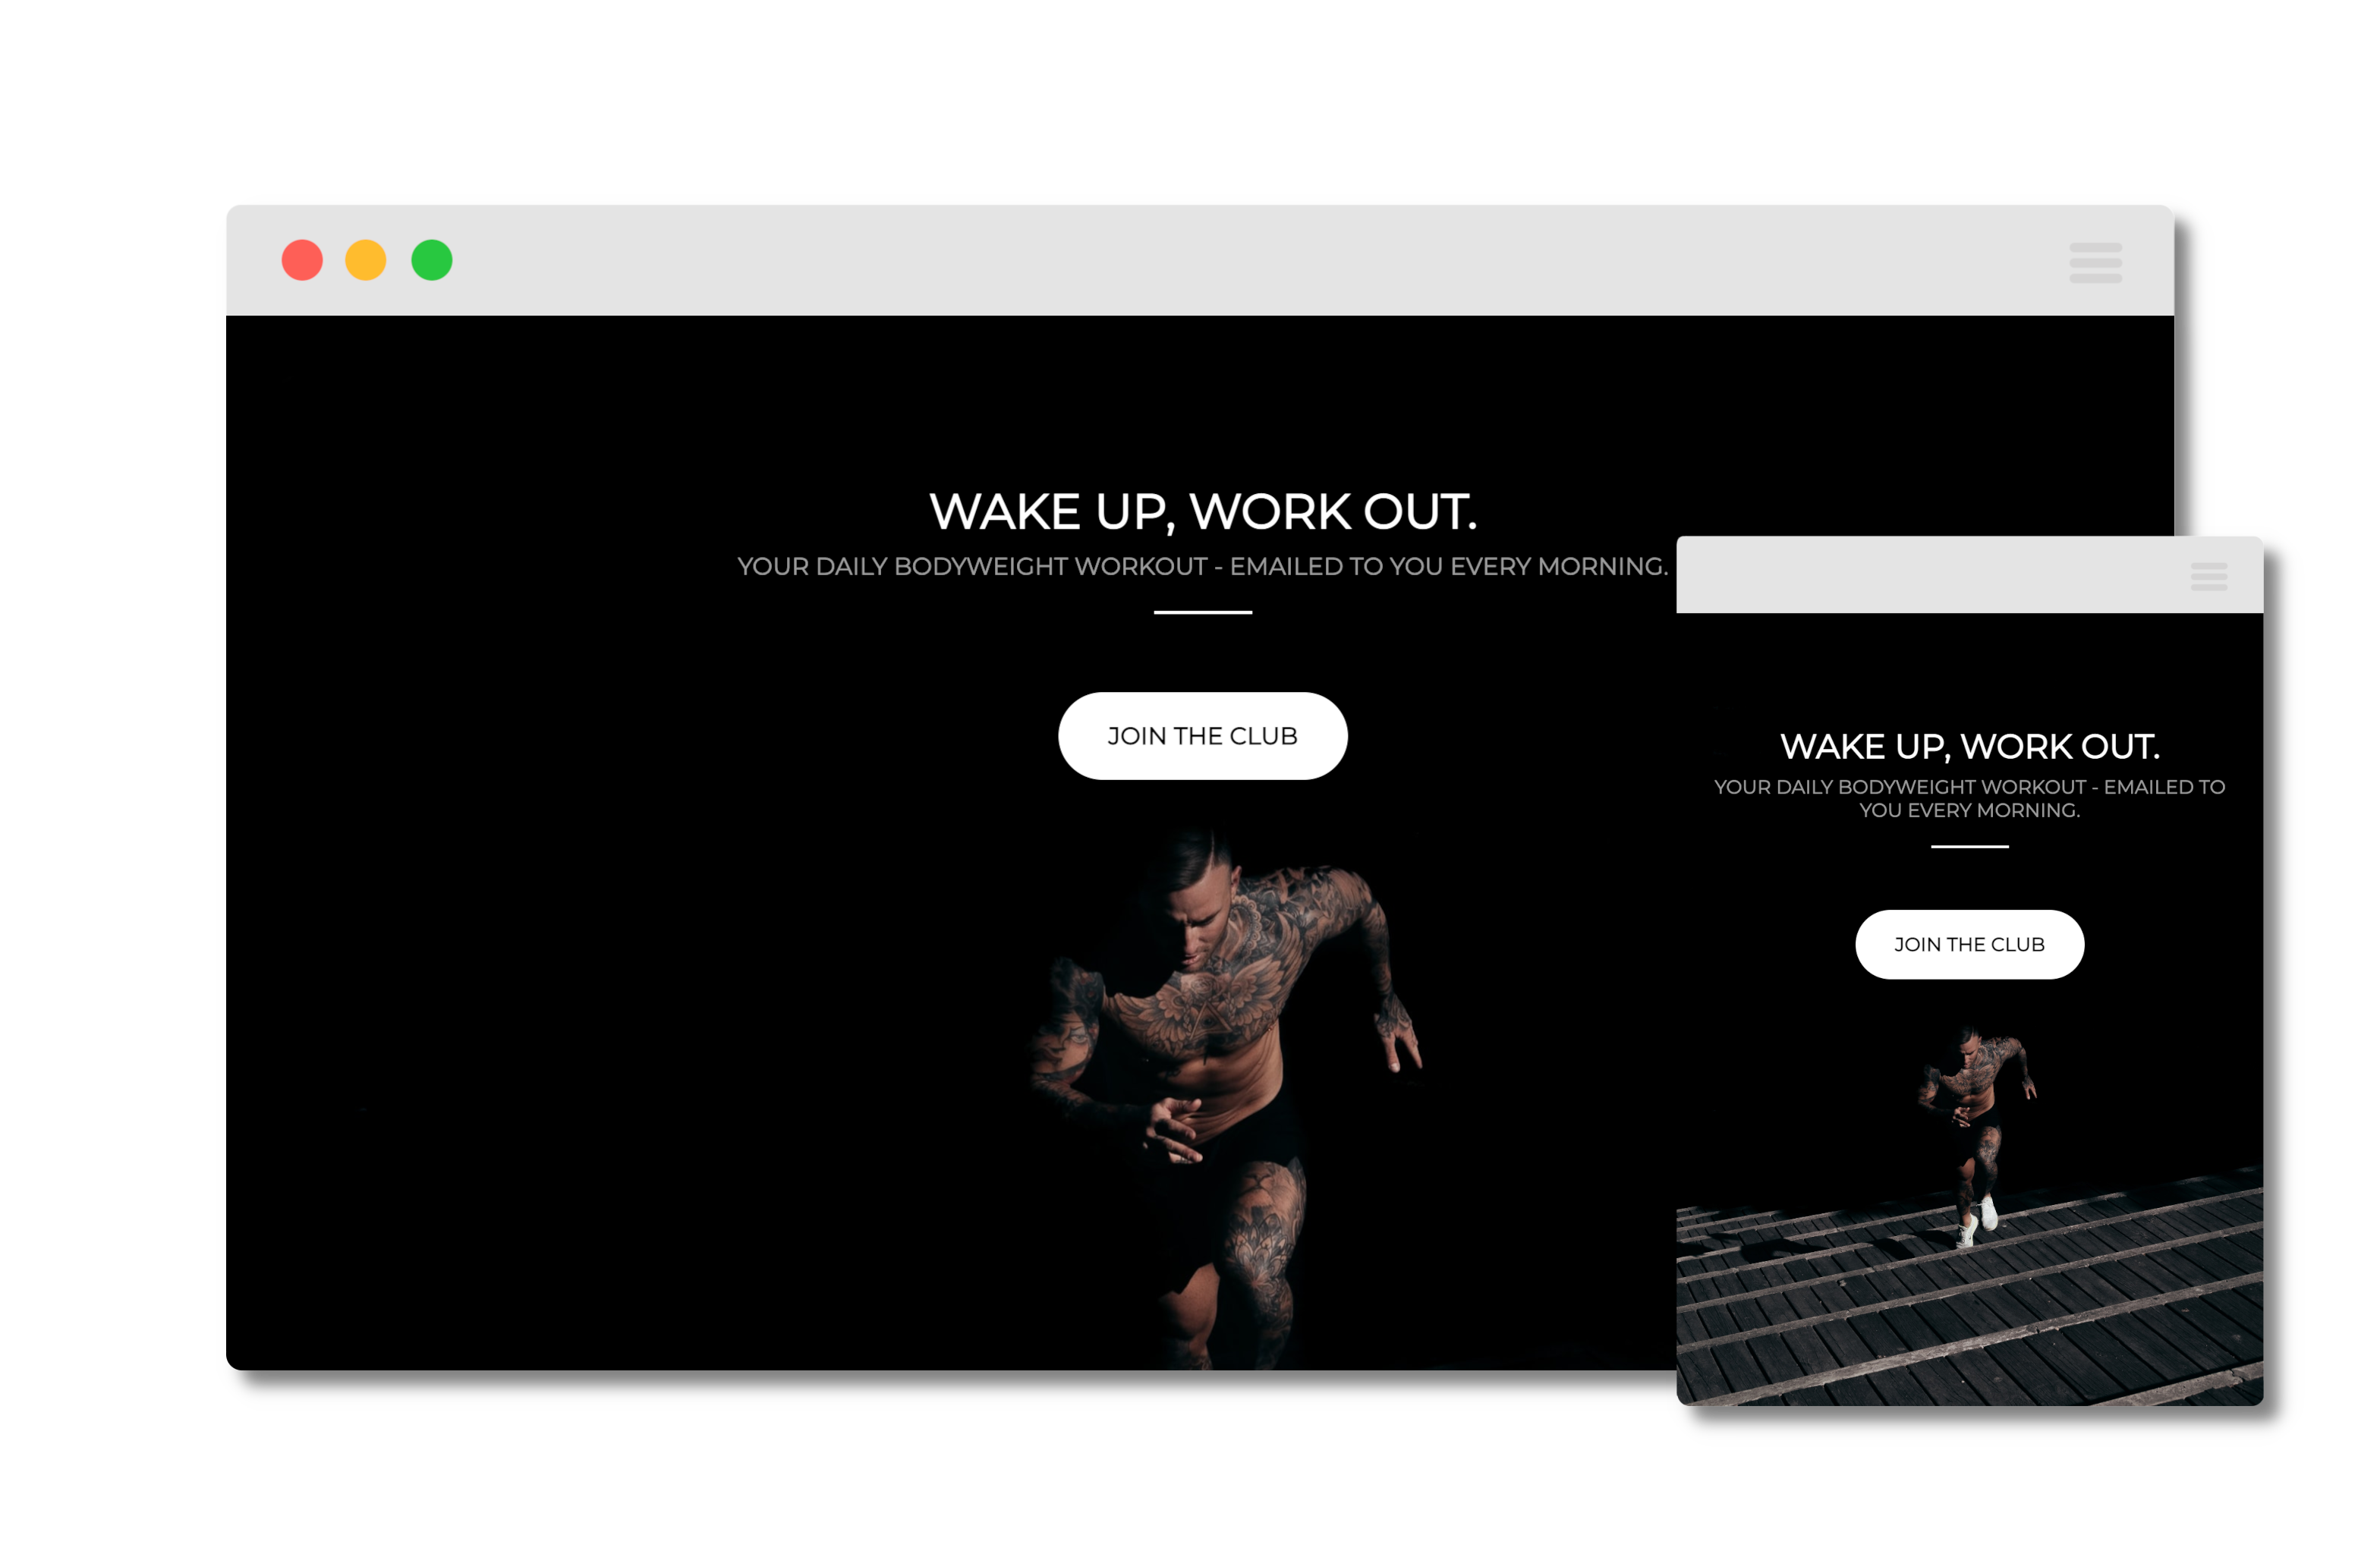 WAKE UP, WORK OUT.
YOUR DAILY BODYWEIGHT WORKOUT - EMAILED TO YOU EVERY MORNING.
JOIN THE CLUB
WAKE UP, WORK OUT.
YOUR DAILY BODYWEIGHT WORKOUT - EMAILED TO
YOU EVERY MORNING.
JOIN THE CLUB